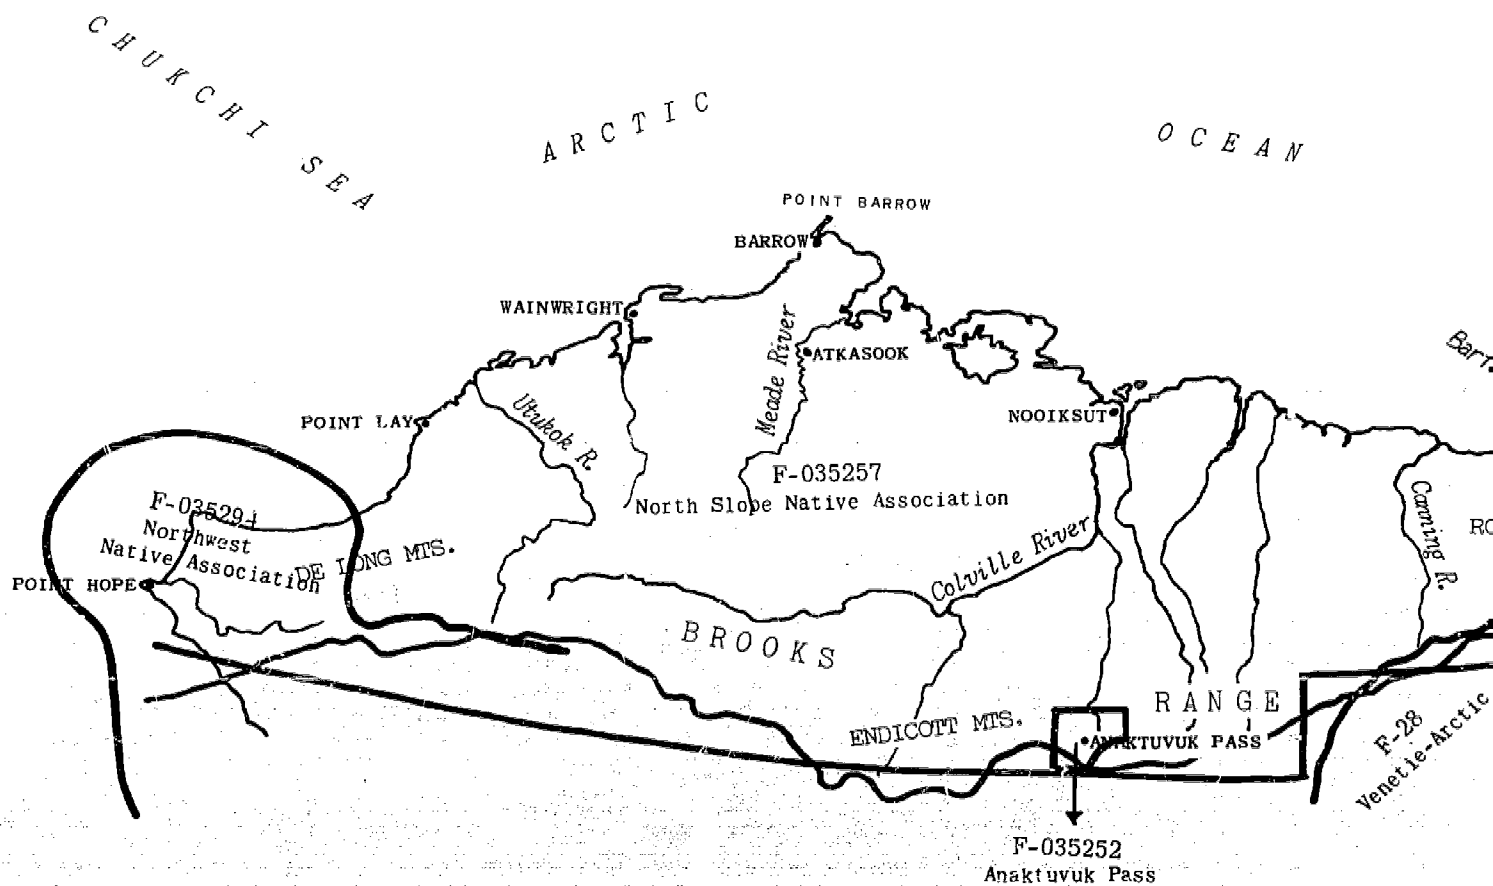 CHUKCHI SEA
ARCTIC
OCEAN
POINT BARROW
BARROW
WAINWRIGHT
Meade River
ATKASOOK
POINT LAY
Utukok R.
NOOIKSUT
F-035257
North Slope Native Association
F-035294
Northwest
Native Association
DE LONG MTS.
POINT HOPE
Colville River
Canning R.
BROOKS
RANGE
ENDICOTT MTS.
ANAKTUVUK PASS
F-28
Venetie-Arctic
F-035252
Anaktuvuk Pass